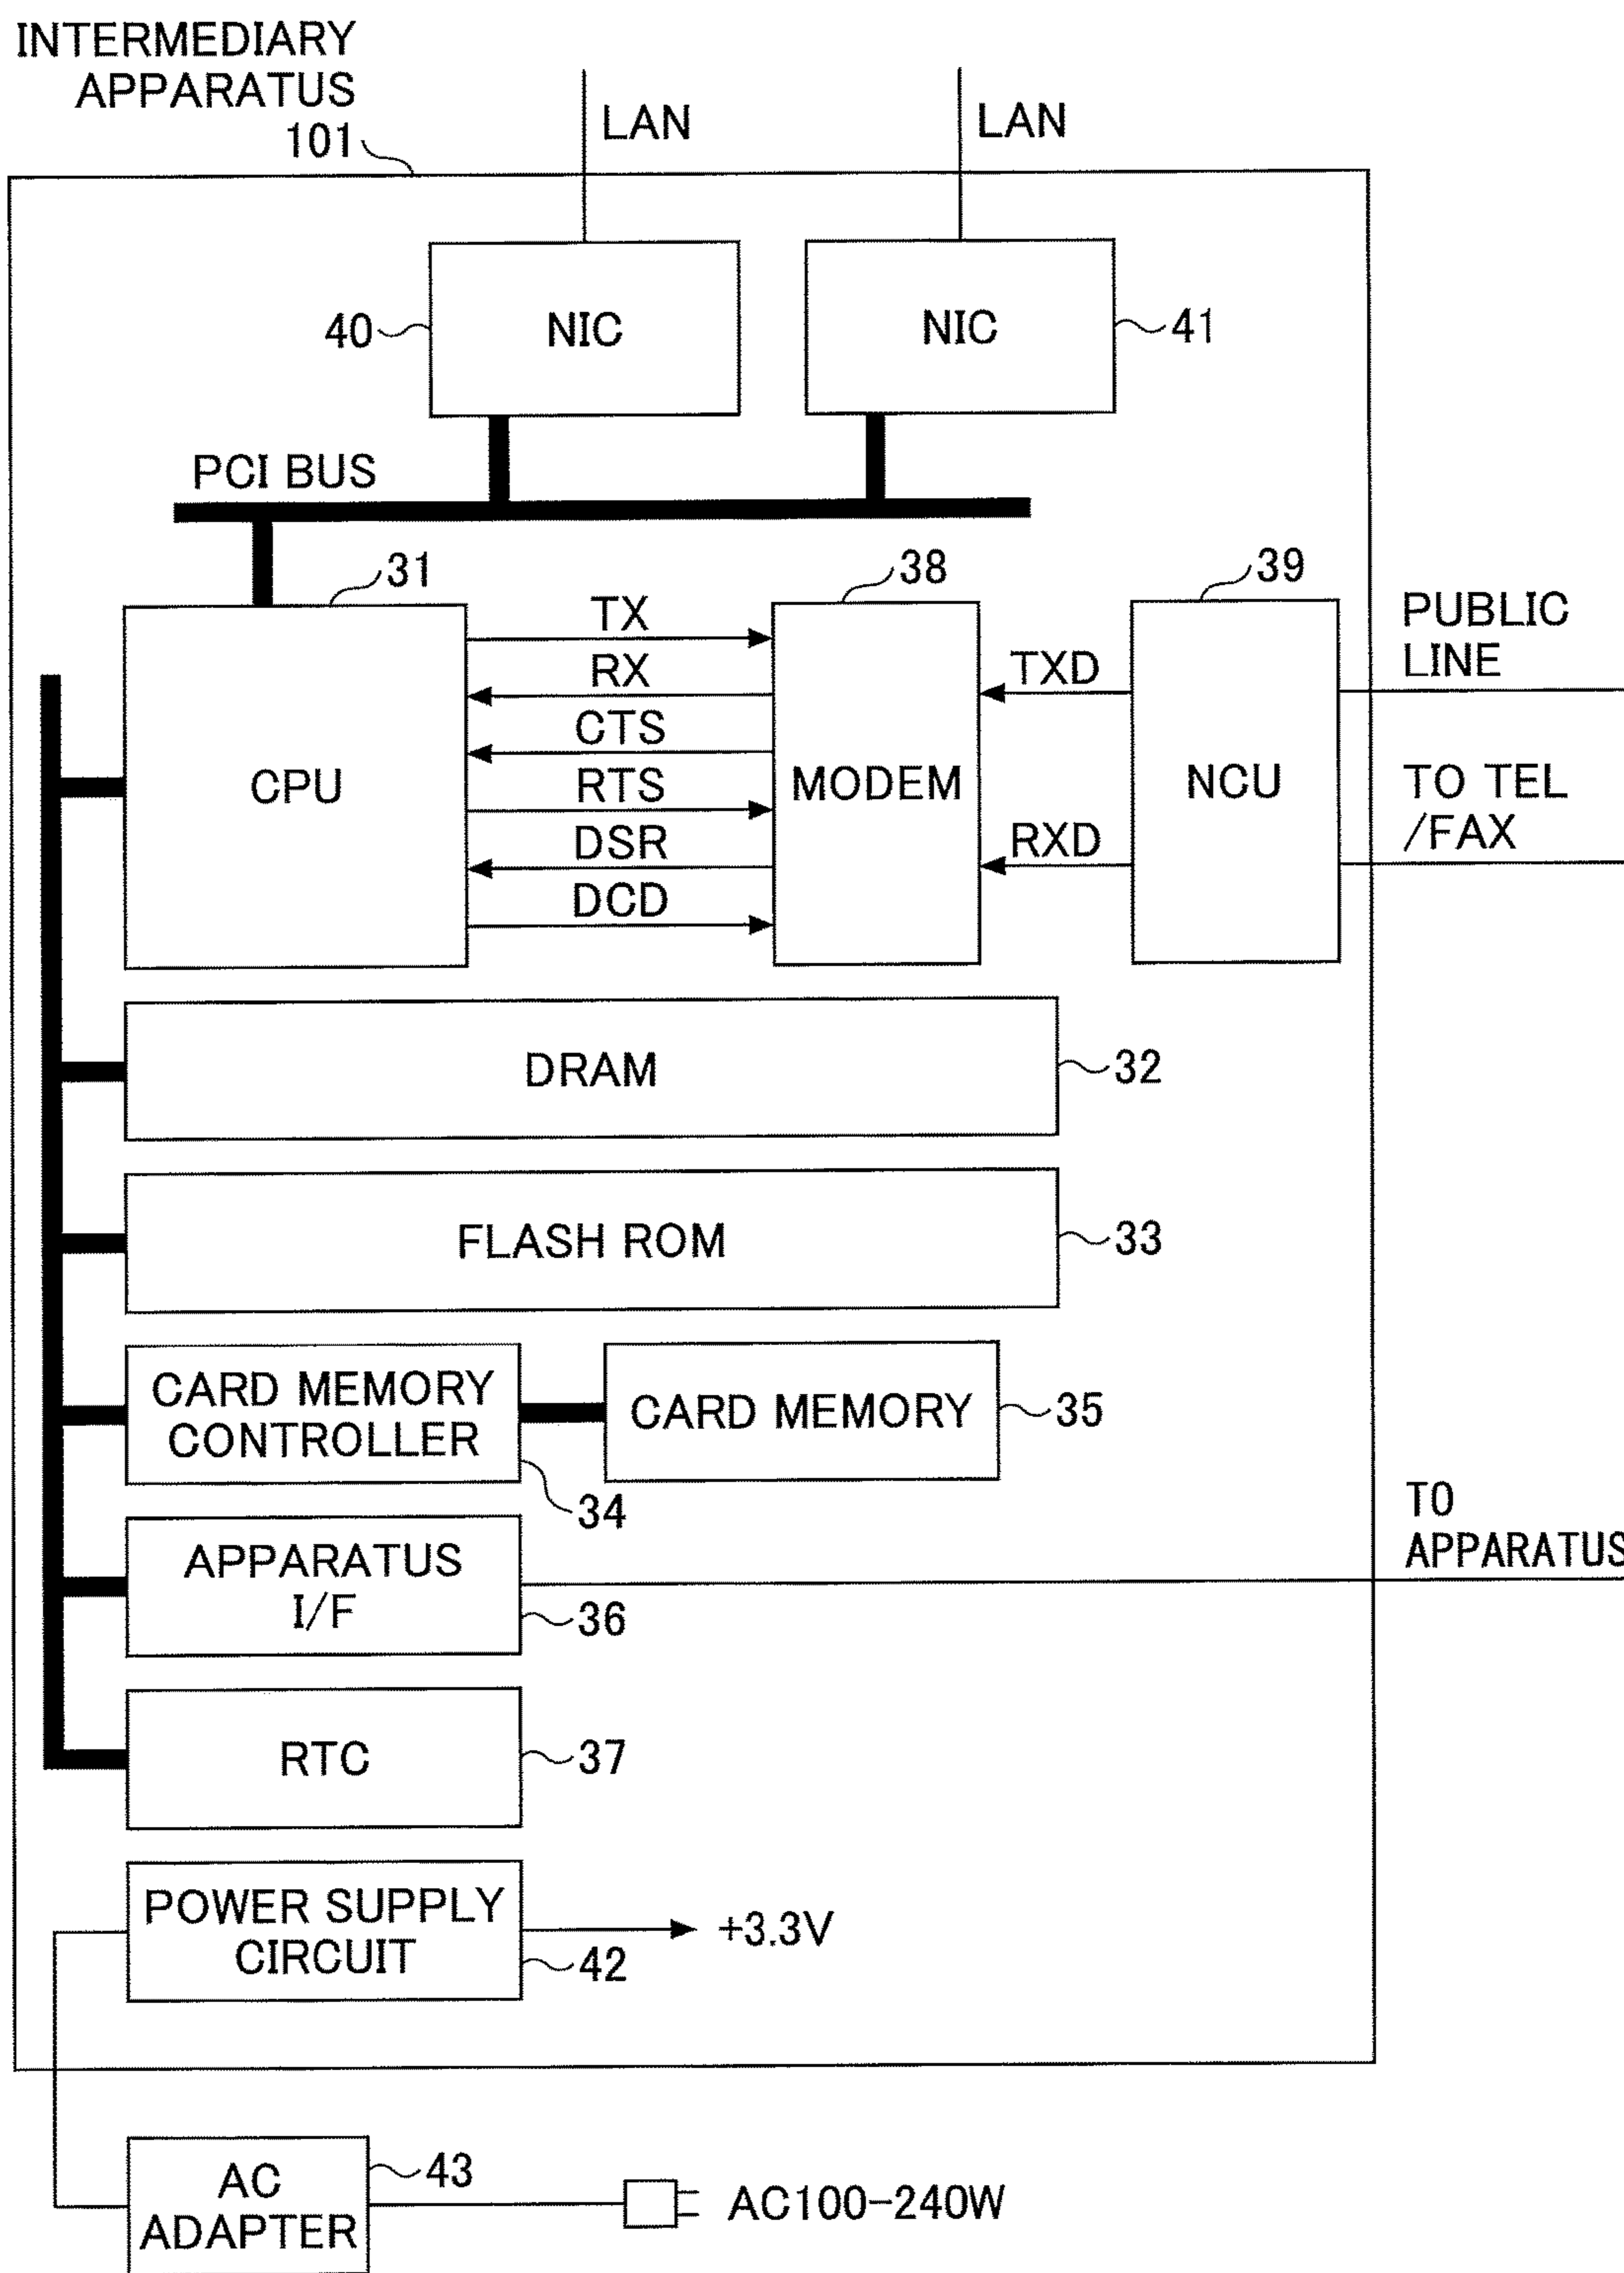 INTERMEDIARY
APPARATUS
101
LAN
LAN
40
NIC
NIC
41
PCI BUS
31
38
39
TX
RX
CTS
RTS
DSR
DCD
CPU
MODEM
TXD
RXD
NCU
PUBLIC
LINE
TO TEL
/FAX
DRAM
32
FLASH ROM
33
CARD MEMORY
CONTROLLER
34
CARD MEMORY
35
APPARATUS
I/F
36
TO
APPARATUS
RTC
37
POWER SUPPLY
CIRCUIT
42
+3.3V
AC
ADAPTER
43
AC100-240W